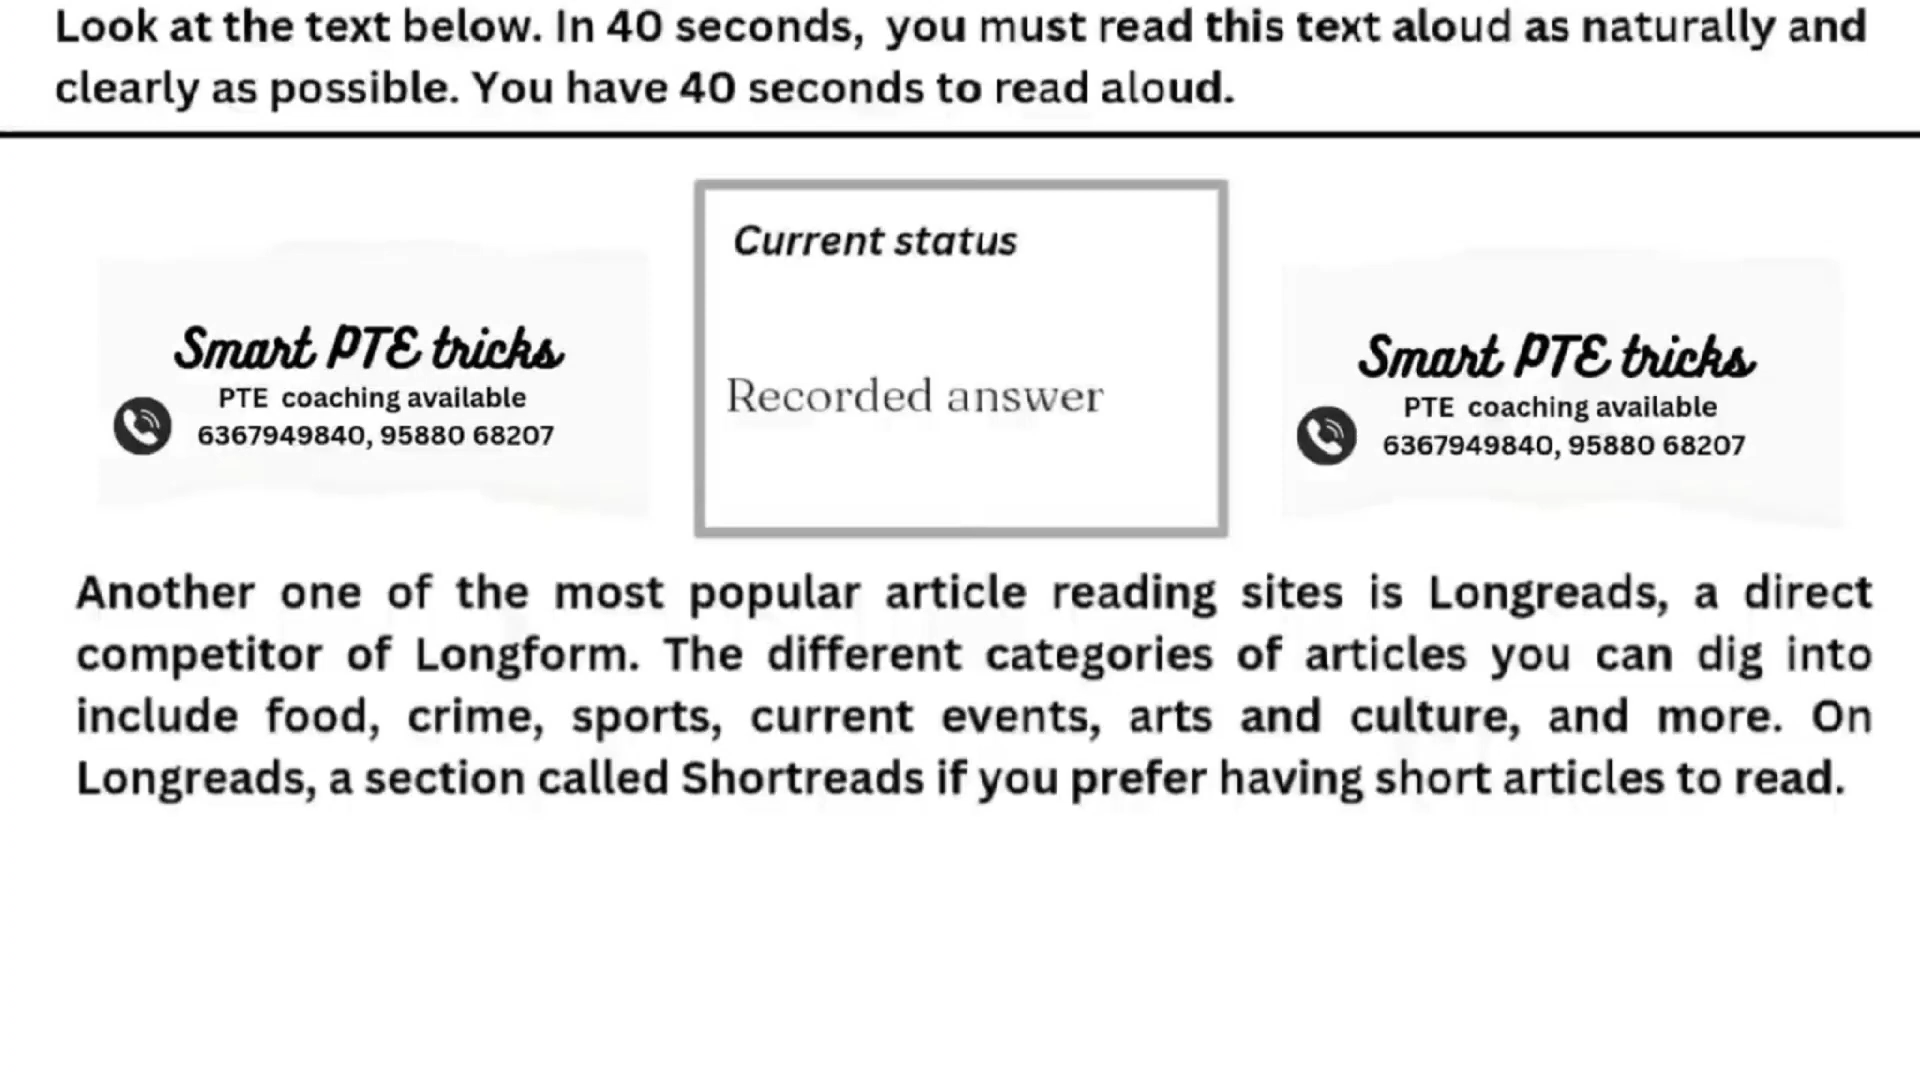 Look at the text below. In 40 seconds, you must read this text aloud as naturally and
clearly as possible. You have 40 seconds to read aloud.
Current status
Recorded answer
Smart PTE tricks
PTE coaching available
6367949840, 95880 68207
Smart PTE tricks
PTE coaching available
6367949840, 95880 68207
Another one of the most popular article reading sites is Longreads, a direct
competitor of Longform. The different categories of articles you can dig into
include food, crime, sports, current events, arts and culture, and more. On
Longreads, a section called Shortreads if you prefer having short articles to read.